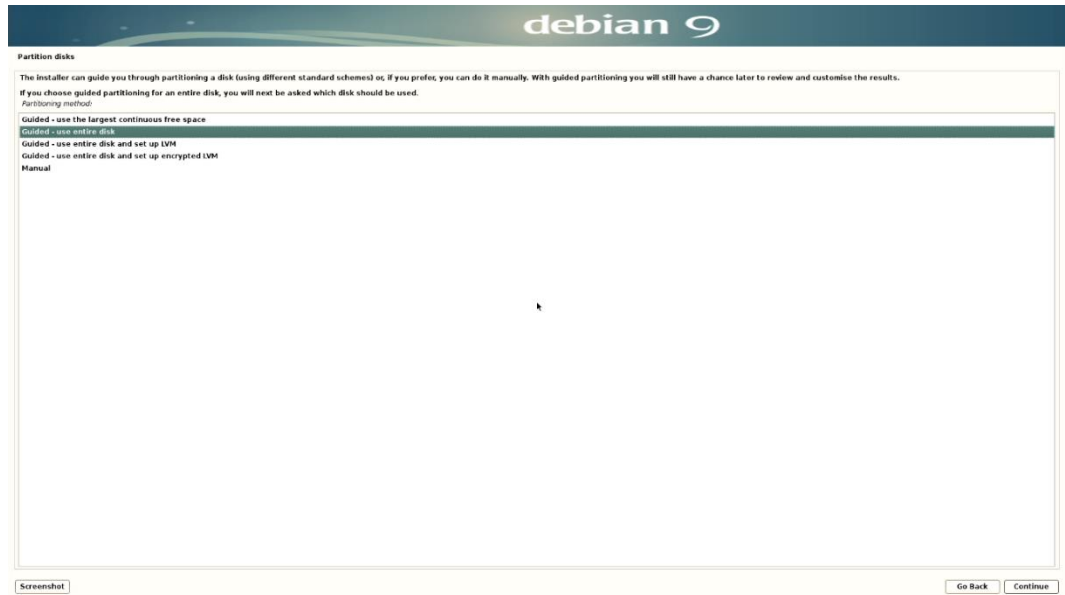 debian 9
Partition disks
The installer can guide you through partitioning a disk (using different standard schemes) or, if you prefer, you can do it manually. With guided partitioning you will still have a chance later to review and customise the results.
If you choose guided partitioning for an entire disk, you will next be asked which disk should be used.
Partitioning method:
Guided - use the largest continuous free space
Guided - use entire disk
Guided - use entire disk and set up LVM
Guided - use entire disk and set up encrypted LVM
Manual
Screenshot Go Back Continue